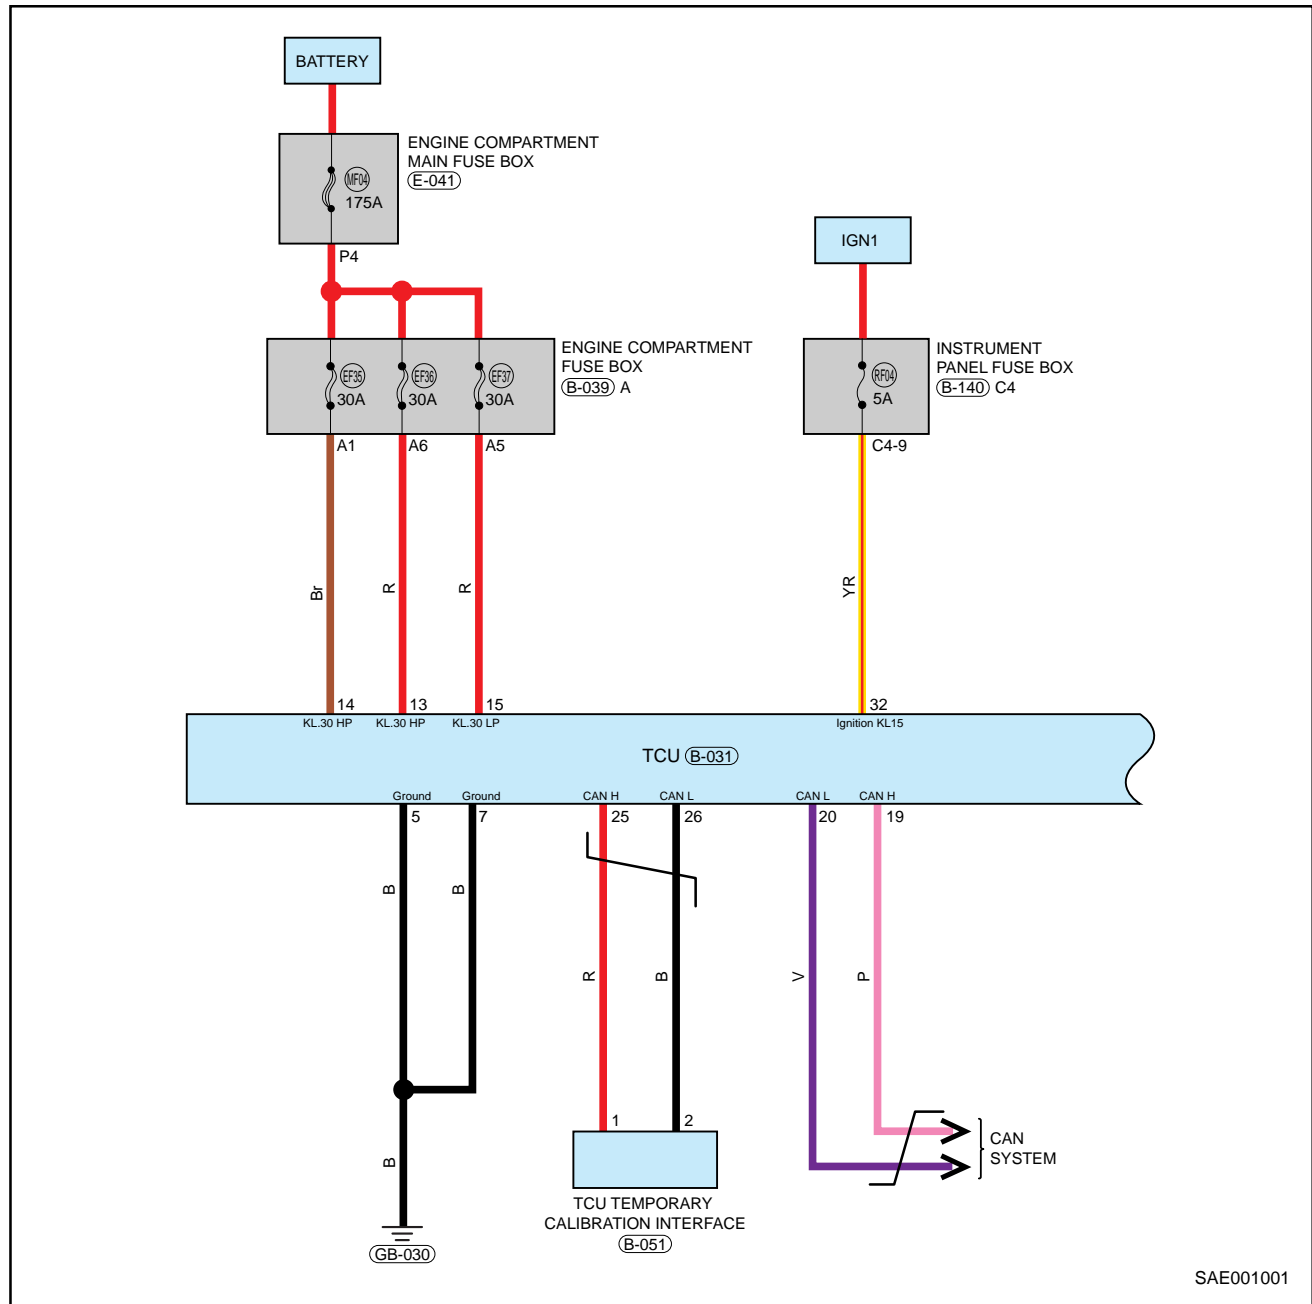 BATTERY
ENGINE COMPARTMENT
MAIN FUSE BOX
E-041
MF04
175A
P4
IGN1
ENGINE COMPARTMENT
FUSE BOX
B-039 A
EF35
30A
EF36
30A
EF37
30A
INSTRUMENT
PANEL FUSE BOX
B-140 C4
RF04
5A
A1
A6
A5
C4-9
Br
R
R
YR
14
13
15
32
KL.30 HP
KL.30 HP
KL.30 LP
Ignition KL15
TCU B-031
Ground
Ground
CAN H
CAN L
CAN L
CAN H
5
7
25
26
20
19
B
B
R
B
V
P
1
2
B
CAN
SYSTEM
TCU TEMPORARY
CALIBRATION INTERFACE
B-051
GB-030
SAE001001